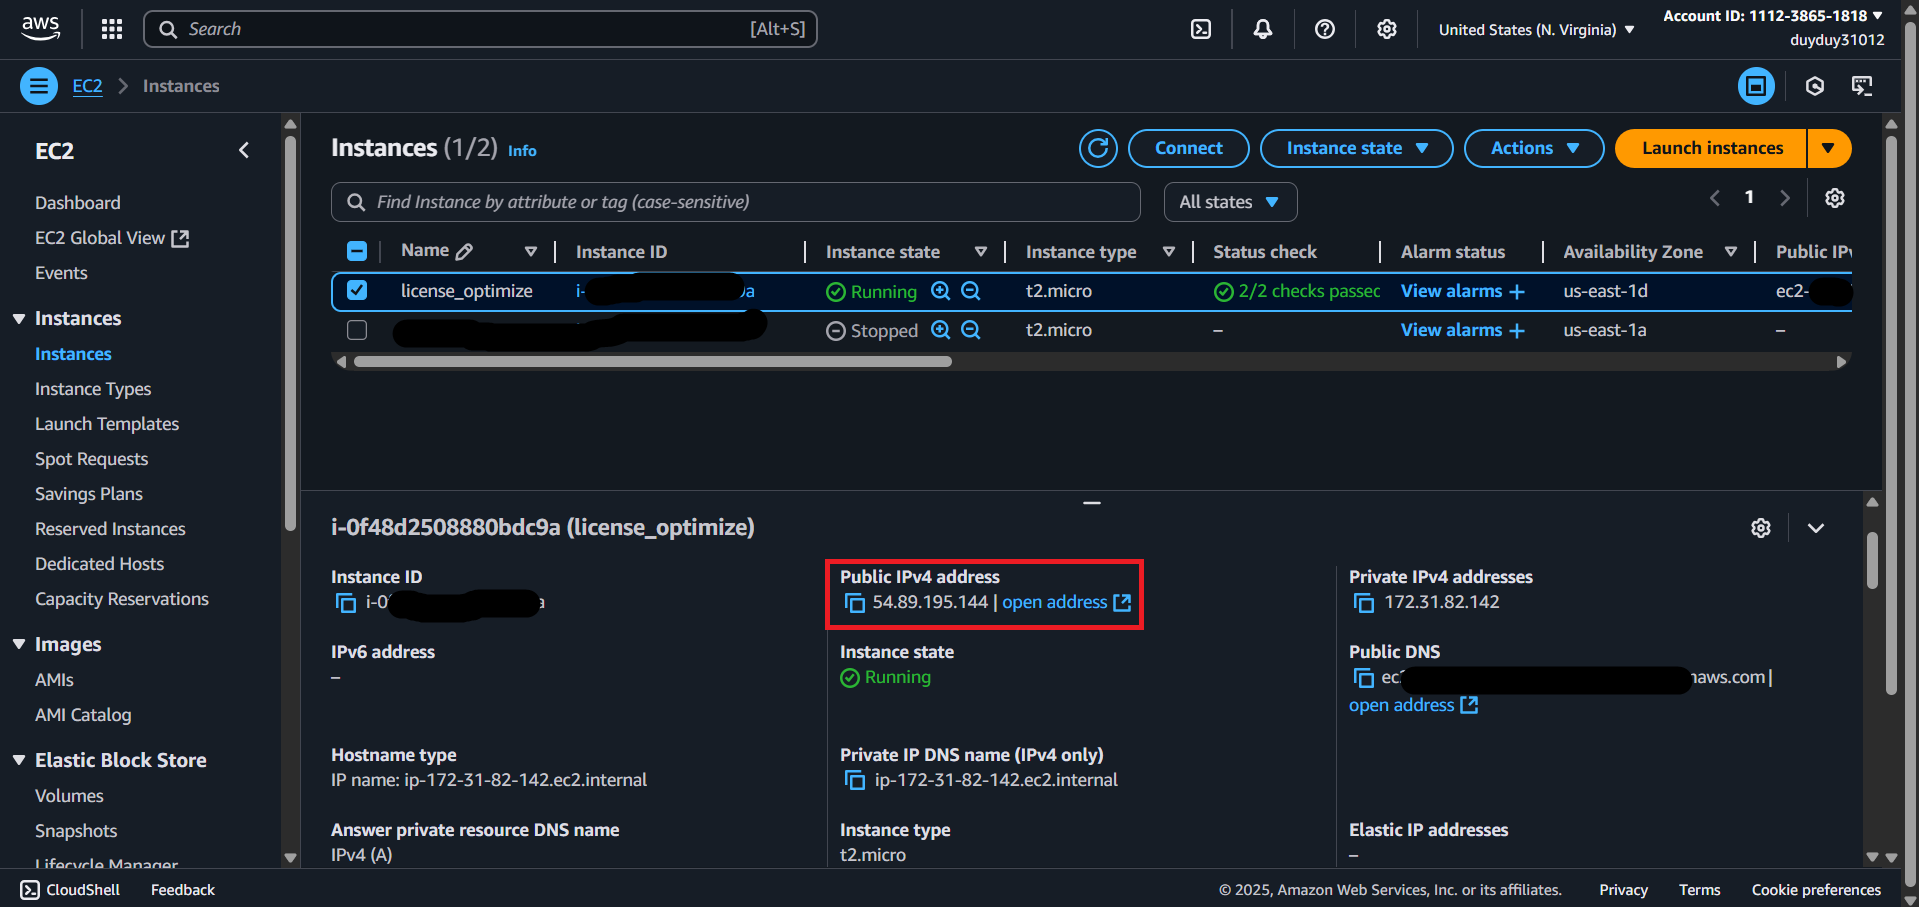 aws
Search [Alt+S]
United States (N. Virginia)
Account ID: 1112-3865-1818
duyduy31012
EC2 Instances
EC2
Dashboard
EC2 Global View
Events
Instances
Instances
Instance Types
Launch Templates
Spot Requests
Savings Plans
Reserved Instances
Dedicated Hosts
Capacity Reservations
Images
AMIs
AMI Catalog
Elastic Block Store
Volumes
Snapshots
Lifecycle Manager
Instances (1/2) Info
Connect
Instance state
Actions
Launch instances
Find Instance by attribute or tag (case-sensitive)
All states
1
Name Instance ID Instance state Instance type Status check Alarm status Availability Zone Public IPv
license_optimize i- 9a Running t2.micro 2/2 checks passec View alarms + us-east-1d ec2-
Stopped t2.micro – View alarms + us-east-1a –
i-0f48d2508880bdc9a (license_optimize)
Instance ID
i-0
Public IPv4 address
54.89.195.144 | open address
Private IPv4 addresses
172.31.82.142
IPv6 address
–
Instance state
Running
Public DNS
ec2 naws.com |
open address
Hostname type
IP name: ip-172-31-82-142.ec2.internal
Private IP DNS name (IPv4 only)
ip-172-31-82-142.ec2.internal
Answer private resource DNS name
IPv4 (A)
Instance type
t2.micro
Elastic IP addresses
–
CloudShell Feedback
© 2025, Amazon Web Services, Inc. or its affiliates. Privacy Terms Cookie preferences